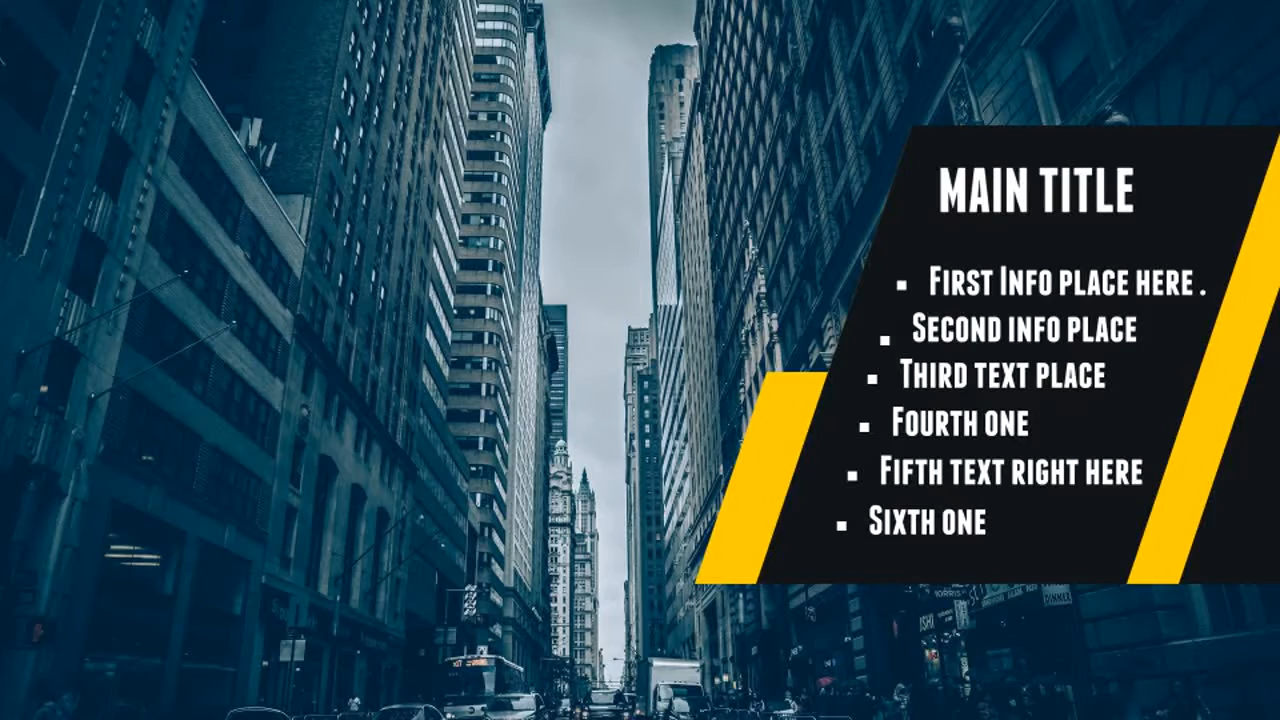 MAIN TITLE
▪ First Info place here .
▪ Second info place
▪ Third text place
▪ Fourth one
▪ Fifth text right here
▪ Sixth one
DINNER